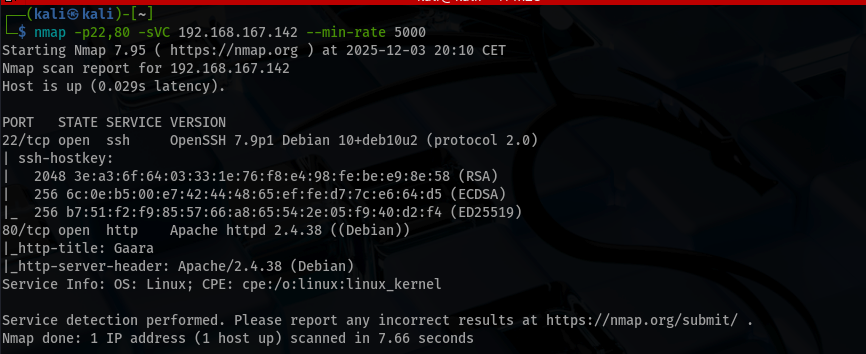 ┌──(kali㉿kali)-[~]
└─$ nmap -p22,80 -sVC 192.168.167.142 --min-rate 5000
Starting Nmap 7.95 ( https://nmap.org ) at 2025-12-03 20:10 CET
Nmap scan report for 192.168.167.142
Host is up (0.029s latency).

PORT   STATE SERVICE VERSION
22/tcp open  ssh     OpenSSH 7.9p1 Debian 10+deb10u2 (protocol 2.0)
| ssh-hostkey:
|   2048 3e:a3:6f:64:03:33:1e:76:f8:e4:98:fe:be:e9:8e:58 (RSA)
|   256 6c:0e:b5:00:e7:42:44:48:65:ef:fe:d7:7c:e6:64:d5 (ECDSA)
|_  256 b7:51:f2:f9:85:57:66:a8:65:54:2e:05:f9:40:d2:f4 (ED25519)
80/tcp open  http    Apache httpd 2.4.38 ((Debian))
|_http-title: Gaara
|_http-server-header: Apache/2.4.38 (Debian)
Service Info: OS: Linux; CPE: cpe:/o:linux:linux_kernel

Service detection performed. Please report any incorrect results at https://nmap.org/submit/ .
Nmap done: 1 IP address (1 host up) scanned in 7.66 seconds